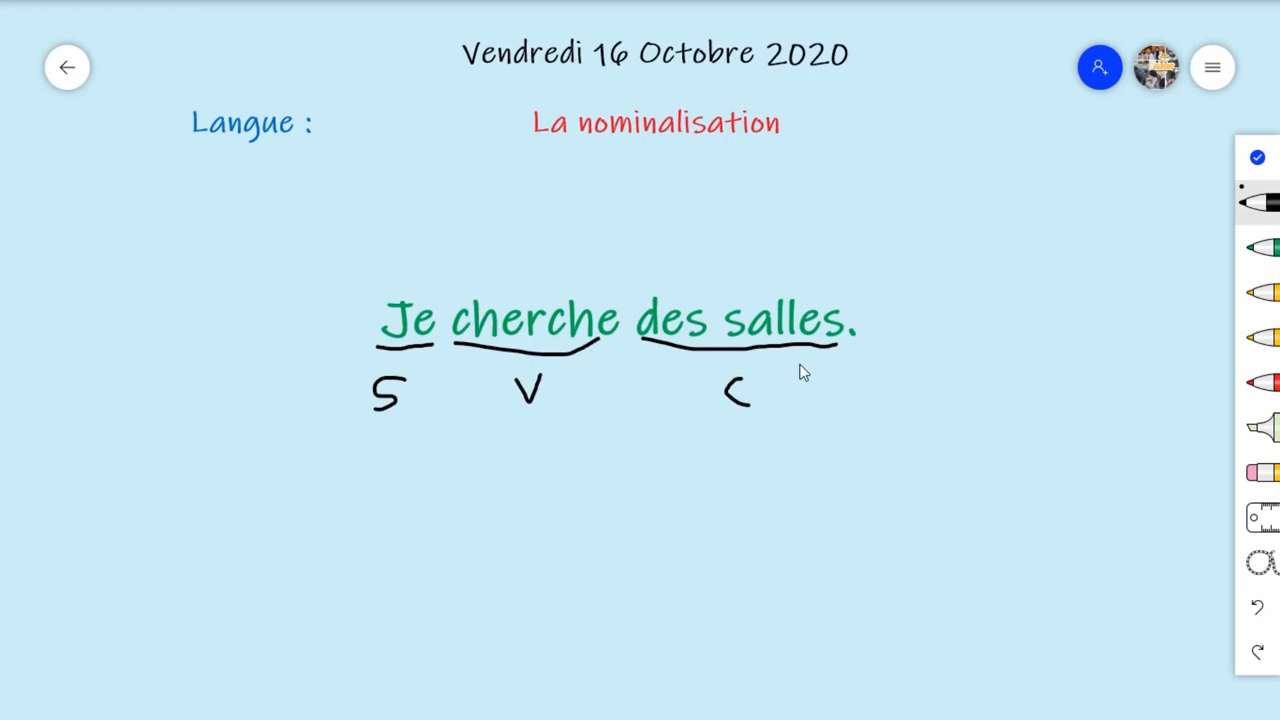 Vendredi 16 Octobre 2020
Langue : La nominalisation
Je cherche des salles.
S V C